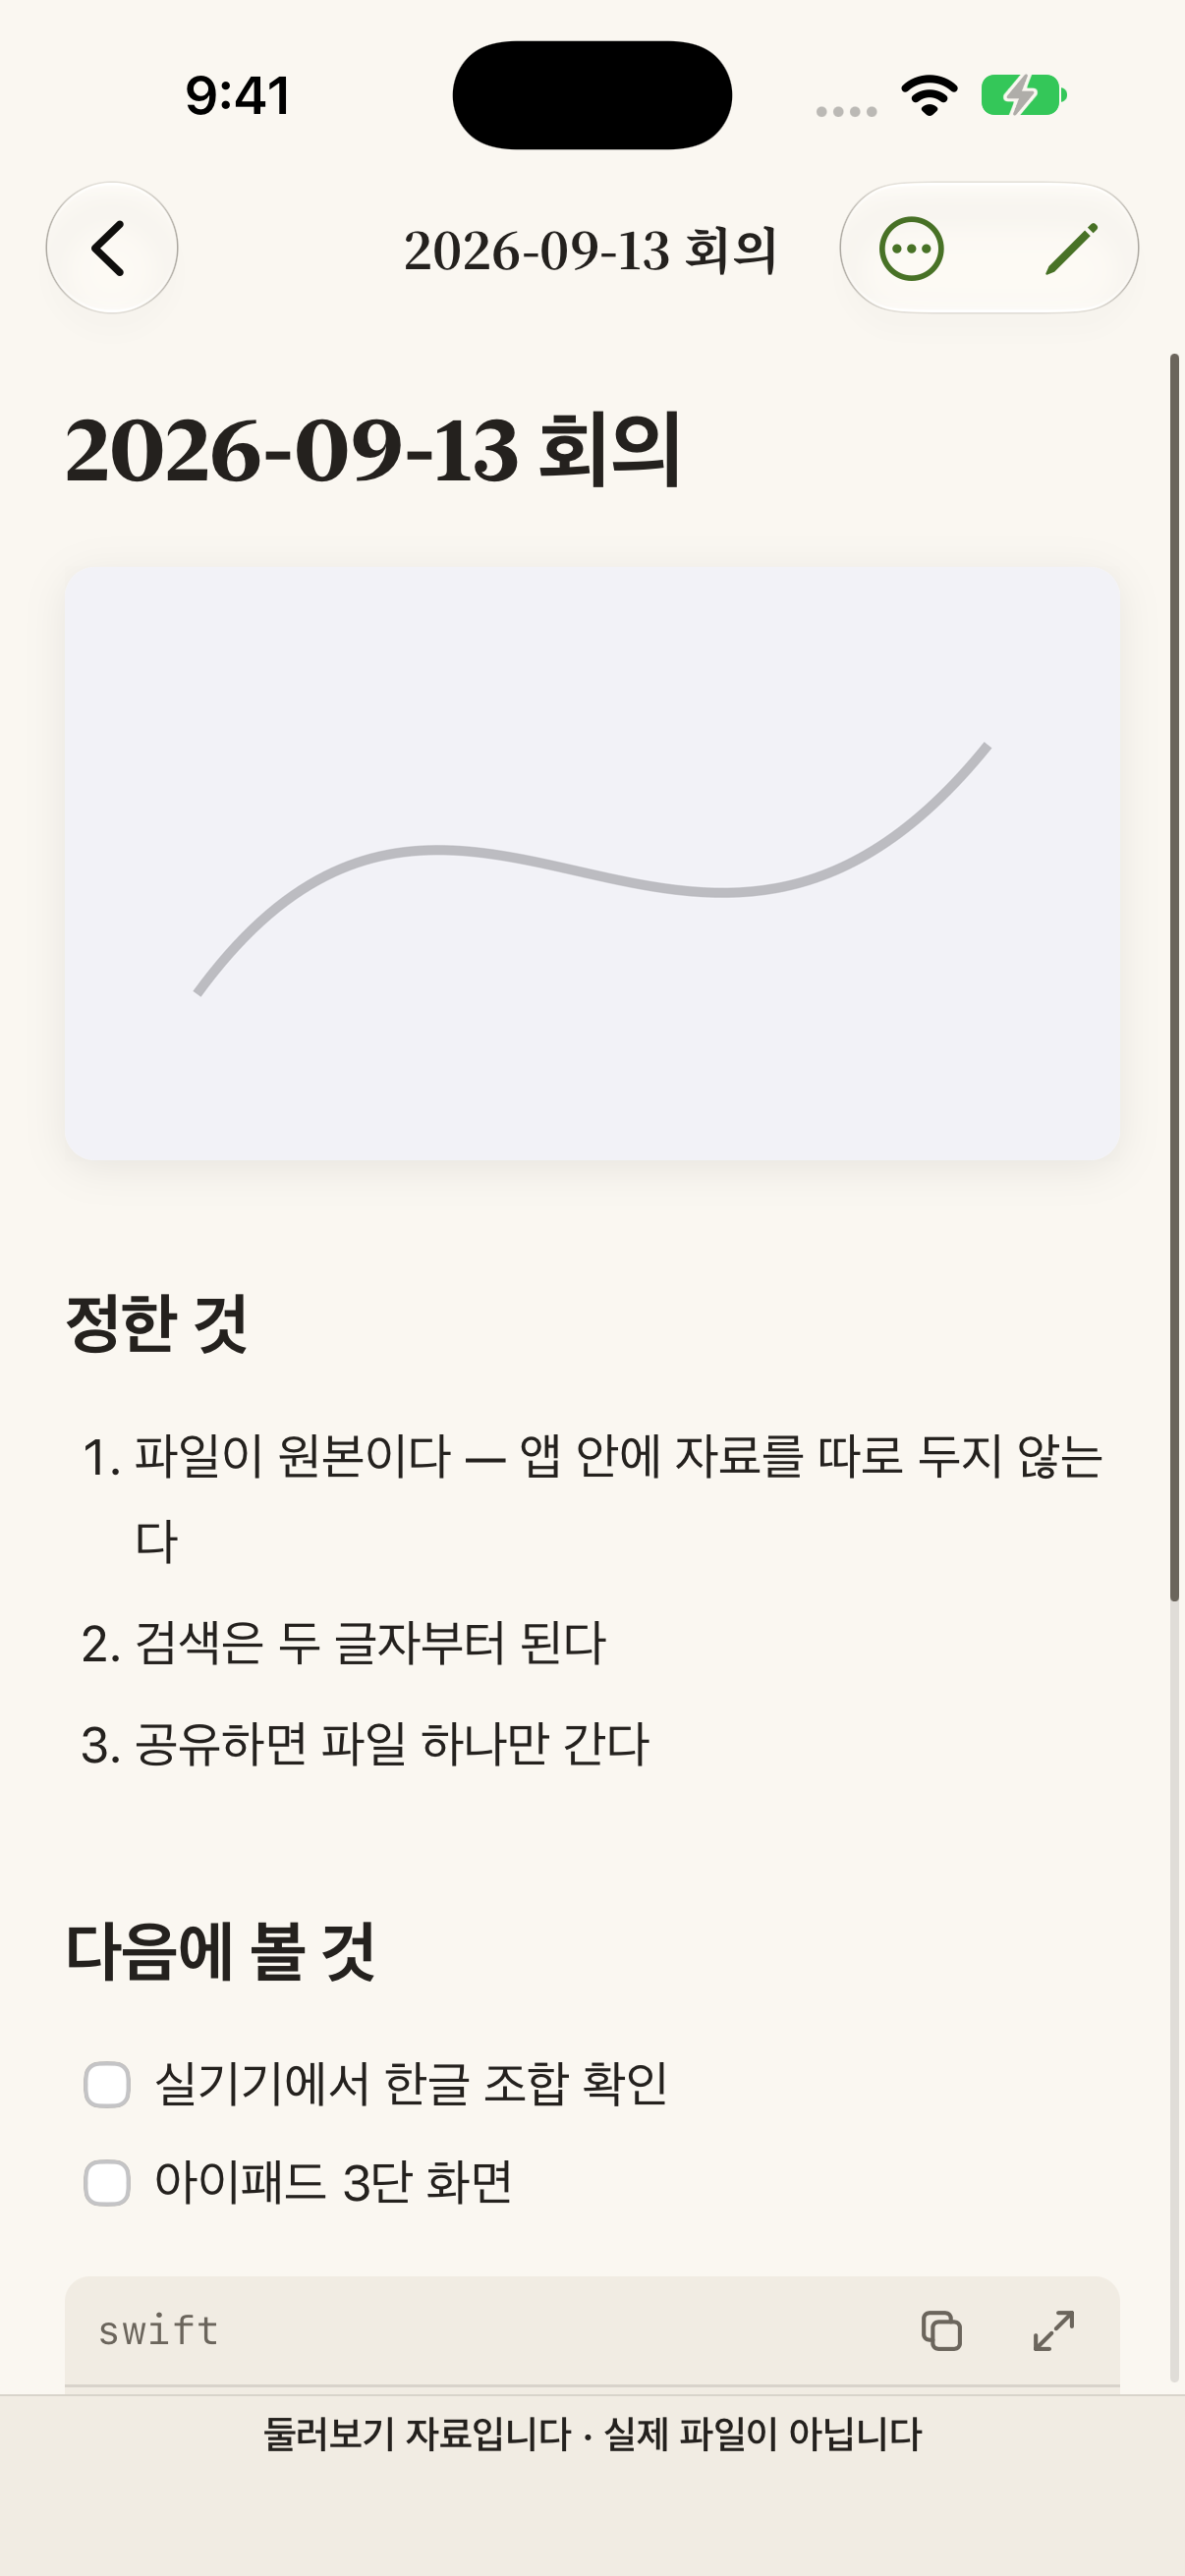 9:41
2026-09-13 회의
2026-09-13 회의
정한 것
1. 파일이 원본이다 — 앱 안에 자료를 따로 두지 않는
다
2. 검색은 두 글자부터 된다
3. 공유하면 파일 하나만 간다
다음에 볼 것
실기기에서 한글 조합 확인
아이패드 3단 화면
swift
둘러보기 자료입니다 · 실제 파일이 아닙니다